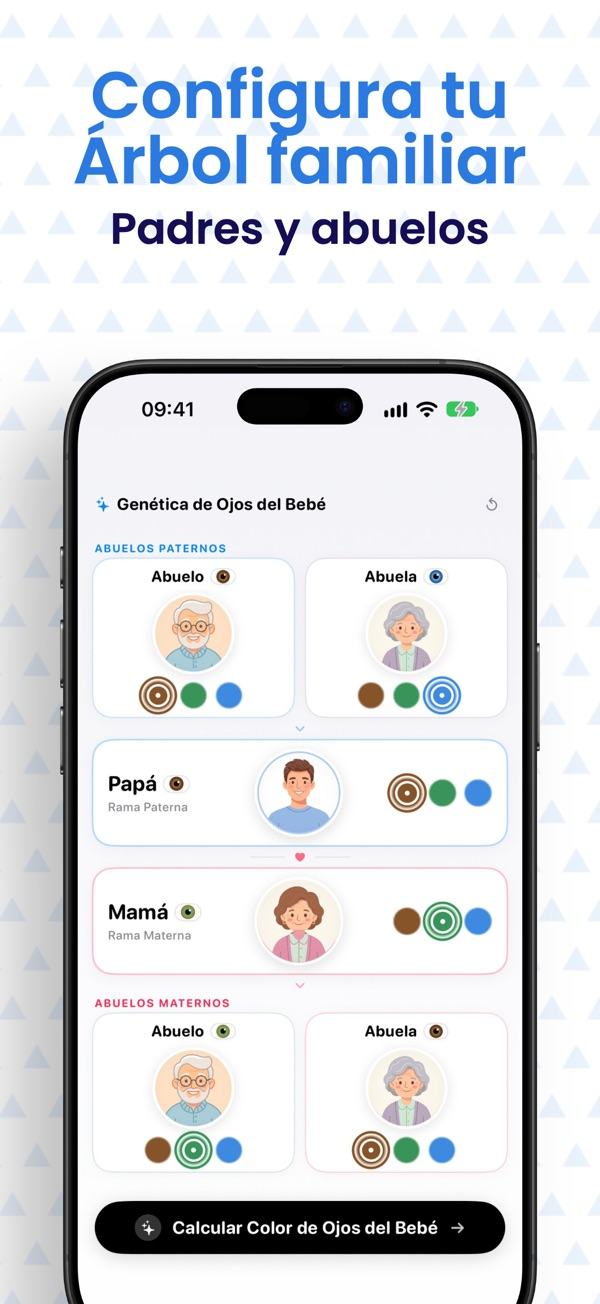 Configura tu
Árbol familiar
Padres y abuelos
09:41
Genética de Ojos del Bebé
ABUELOS PATERNOS
Abuelo
Abuela
Papá
Rama Paterna
Mamá
Rama Materna
ABUELOS MATERNOS
Abuelo
Abuela
Calcular Color de Ojos del Bebé →